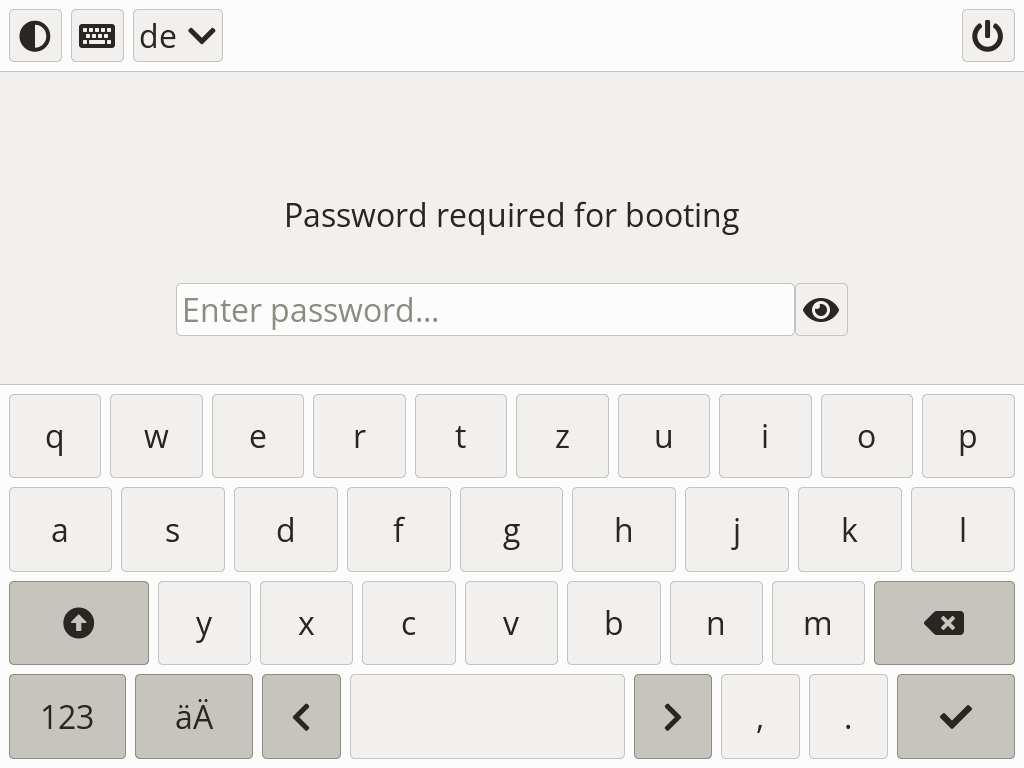 de
Password required for booting
Enter password...
q w e r t z u i o p
a s d f g h j k l
y x c v b n m
123 äÄ , .